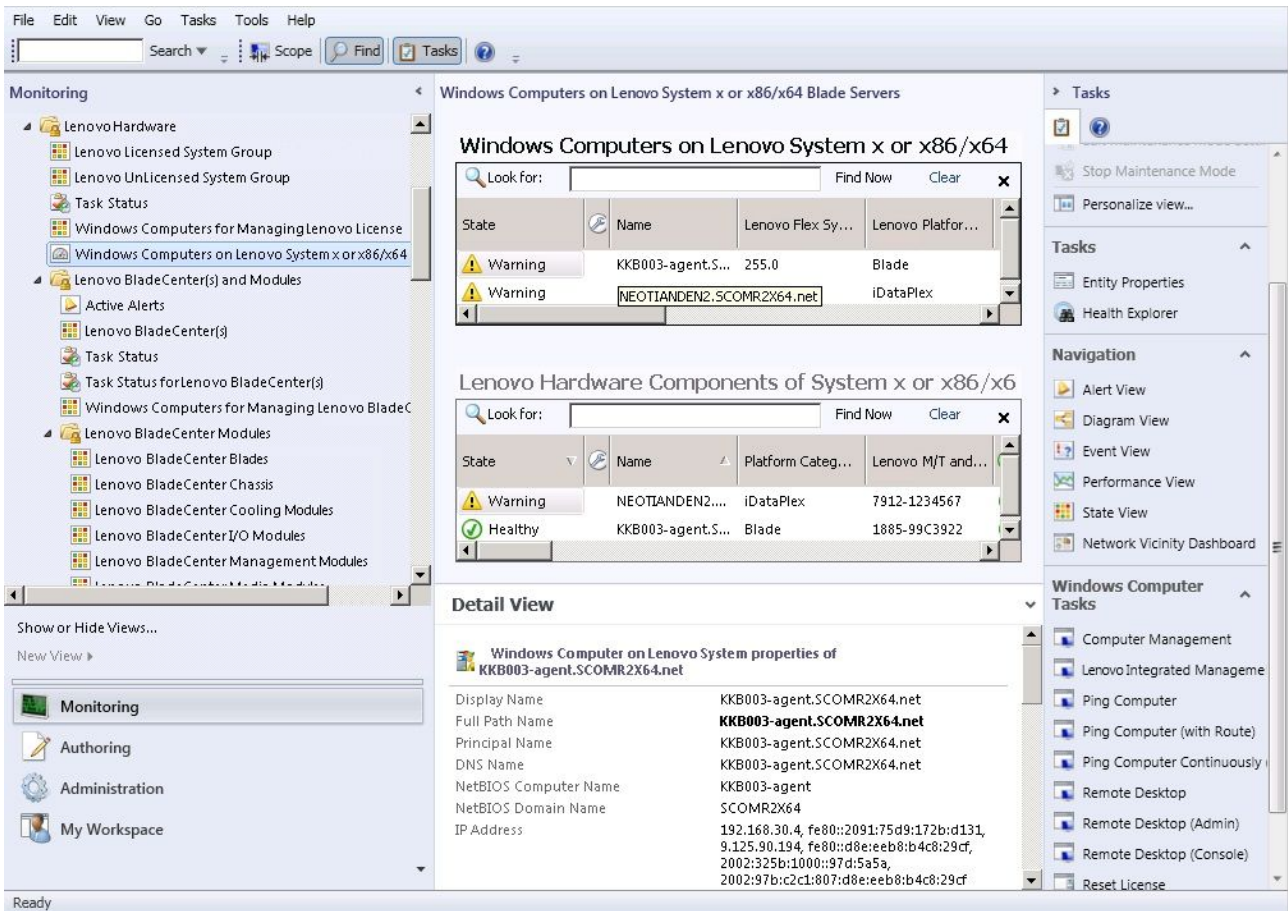 File Edit View Go Tasks Tools Help
Search Scope Find Tasks
Monitoring
Lenovo Hardware
Lenovo Licensed System Group
Lenovo UnLicensed System Group
Task Status
Windows Computers for Managing Lenovo License
Windows Computers on Lenovo System x or x86/x64
Lenovo BladeCenter(s) and Modules
Active Alerts
Lenovo BladeCenter(s)
Task Status
Task Status for Lenovo BladeCenter(s)
Windows Computers for Managing Lenovo BladeC
Lenovo BladeCenter Modules
Lenovo BladeCenter Blades
Lenovo BladeCenter Chassis
Lenovo BladeCenter Cooling Modules
Lenovo BladeCenter I/O Modules
Lenovo BladeCenter Management Modules
Show or Hide Views...
New View
Monitoring
Authoring
Administration
My Workspace
Ready
Windows Computers on Lenovo System x or x86/x64 Blade Servers
Windows Computers on Lenovo System x or x86/x64
Look for: Find Now Clear
State Name Lenovo Flex Sy... Lenovo Platfor...
Warning KKB003-agent.S... 255.0 Blade
Warning NEOTIANDEN2.SCOMR2X64.net iDataPlex
Lenovo Hardware Components of System x or x86/x6
Look for: Find Now Clear
State Name Platform Categ... Lenovo M/T and...
Warning NEOTIANDEN2.... iDataPlex 7912-1234567
Healthy KKB003-agent.S... Blade 1885-99C3922
Detail View
Windows Computer on Lenovo System properties of
KKB003-agent.SCOMR2X64.net
Display Name KKB003-agent.SCOMR2X64.net
Full Path Name KKB003-agent.SCOMR2X64.net
Principal Name KKB003-agent.SCOMR2X64.net
DNS Name KKB003-agent.SCOMR2X64.net
NetBIOS Computer Name KKB003-agent
NetBIOS Domain Name SCOMR2X64
IP Address 192.168.30.4, fe80::2091:75d9:172b:d131,
9.125.90.194, fe80::d8e:eeb8:b4c8:29cf,
2002:325b:1000::97d:5a5a,
2002:97b:c2c1:807:d8e:eeb8:b4c8:29cf
Tasks
Stop Maintenance Mode
Personalize view...
Tasks
Entity Properties
Health Explorer
Navigation
Alert View
Diagram View
Event View
Performance View
State View
Network Vicinity Dashboard
Windows Computer
Tasks
Computer Management
Lenovo Integrated Manageme
Ping Computer
Ping Computer (with Route)
Ping Computer Continuously
Remote Desktop
Remote Desktop (Admin)
Remote Desktop (Console)
Reset License